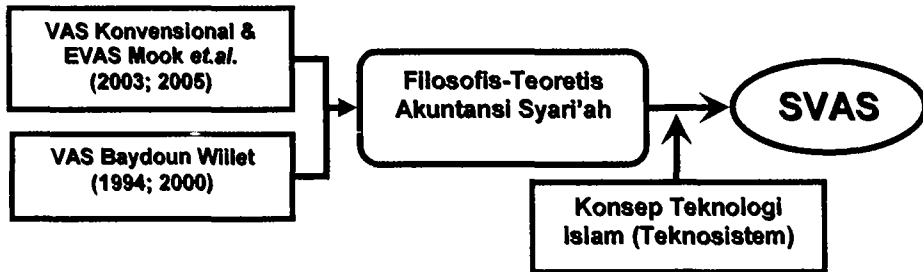 VAS Konvensional &
EVAS Mook et.al.
(2003; 2005)
VAS Baydoun Willet
(1994; 2000)
Filosofis-Teoretis
Akuntansi Syari'ah
SVAS
Konsep Teknologi
Islam (Teknosistem)